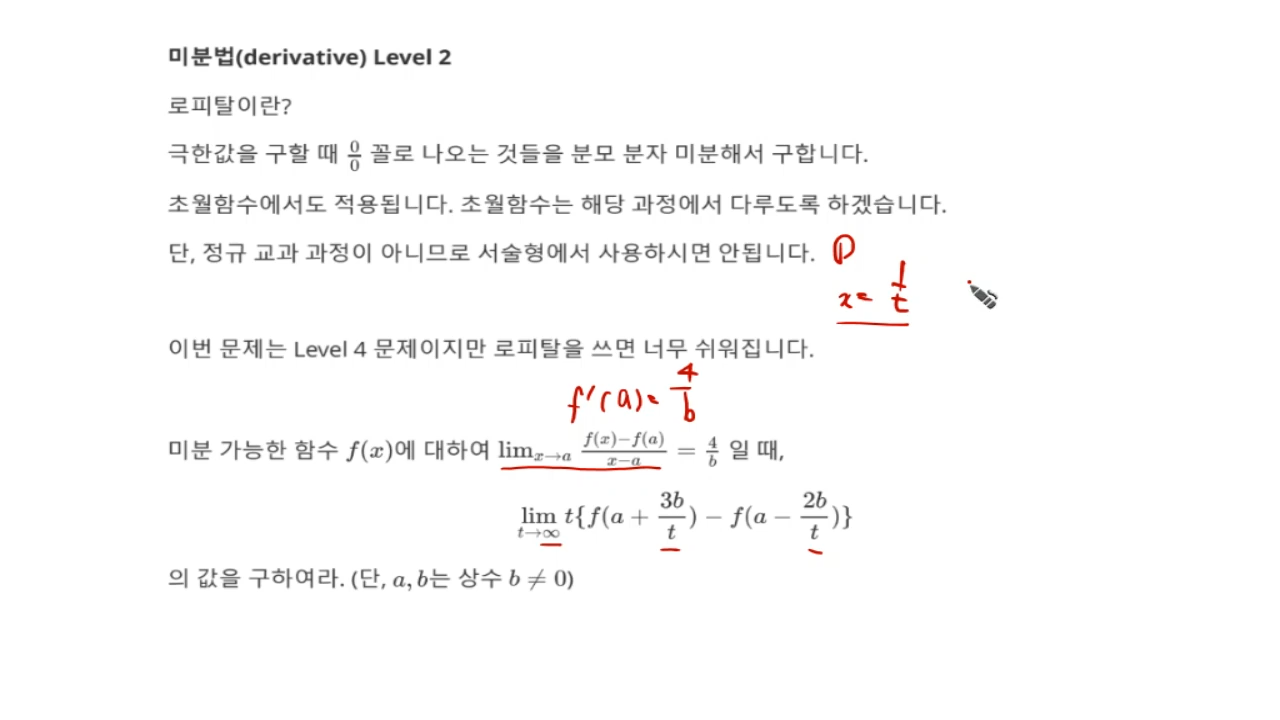 미분법(derivative) Level 2
로피탈이란?
극한값을 구할 때 0/0 꼴로 나오는 것들을 분모 분자 미분해서 구합니다.
초월함수에서도 적용됩니다. 초월함수는 해당 과정에서 다루도록 하겠습니다.
단, 정규 교과 과정이 아니므로 서술형에서 사용하시면 안됩니다. ①
x = 1/t
이번 문제는 Level 4 문제이지만 로피탈을 쓰면 너무 쉬워집니다.
f'(a) = 4/b
미분 가능한 함수 f(x)에 대하여 lim_{x→a} (f(x)−f(a))/(x−a) = 4/b 일 때,
lim_{t→∞} t{f(a + 3b/t) − f(a − 2b/t)}
의 값을 구하여라. (단, a, b는 상수 b ≠ 0)